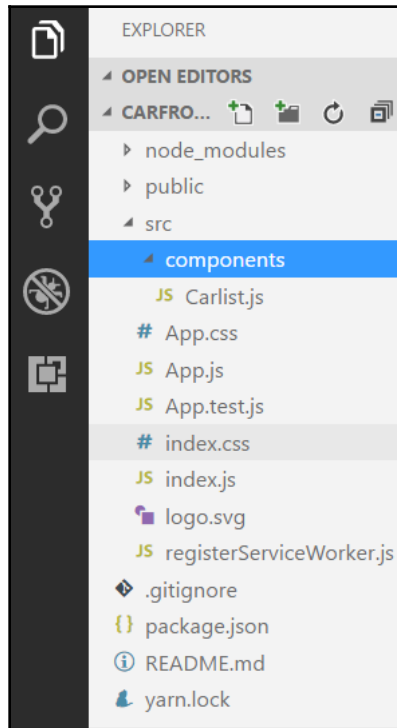 EXPLORER
OPEN EDITORS
CARFRO...
node_modules
public
src
components
JS Carlist.js
# App.css
JS App.js
JS App.test.js
# index.css
JS index.js
logo.svg
JS registerServiceWorker.js
.gitignore
{} package.json
README.md
yarn.lock